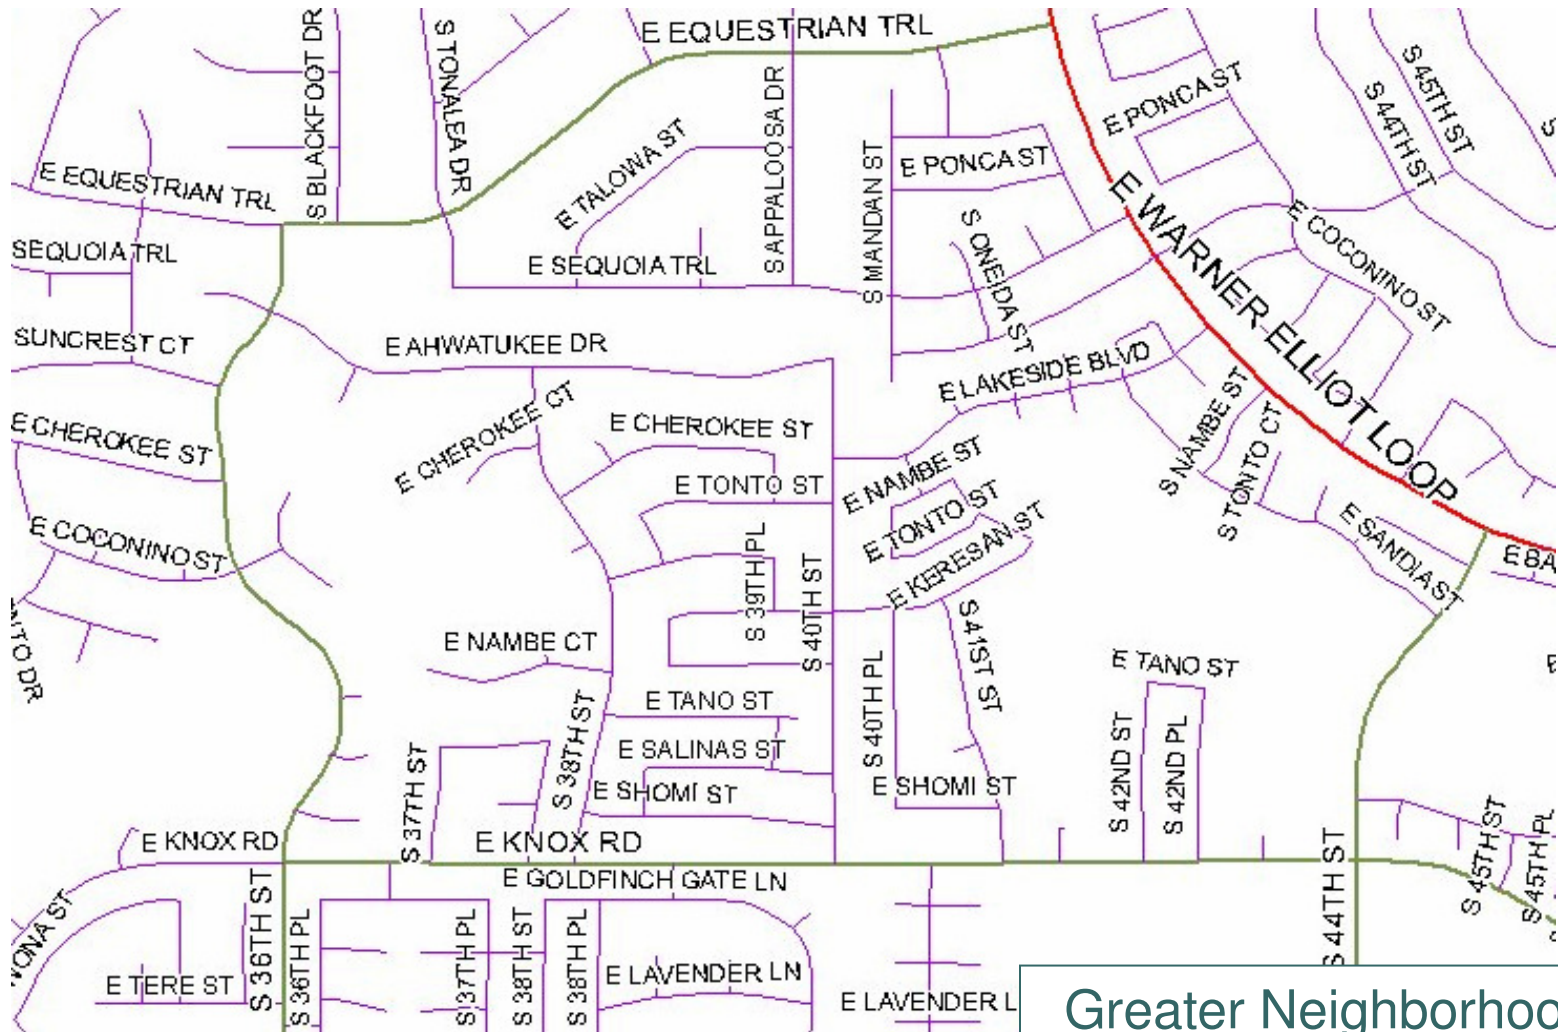 E EQUESTRIAN TRL
S BLACKFOOT DR
S TONALEA DR
S 45TH ST
S 44TH ST
E PONCA ST
S APPALOOSA DR
E TALOWA ST
S MANDAN ST
E PONCA ST
E EQUESTRIAN TRL
E WARNER-ELLIOT LOOP
E COCONINO ST
SEQUOIA TRL
E SEQUOIA TRL
S ONEIDA ST
SUNCREST CT
E AHWATUKEE DR
E LAKESIDE BLVD
E CHEROKEE ST
E CHEROKEE CT
E CHEROKEE ST
S NAMBE ST
S TONTO CT
E TONTO ST
E NAMBE ST
E TONTO ST
E KERESAN ST
E SANDIA ST
E COCONINO ST
S 39TH PL
S 40TH ST
E BA
NTO DR
E NAMBE CT
S 41ST ST
E TANO ST
S 40TH PL
S 38TH ST
E TANO ST
S 42ND ST
S 42ND PL
E SALINAS ST
S 37TH ST
E SHOMI ST
E SHOMI ST
E KNOX RD
E KNOX RD
S 45TH ST
S 45TH PL
S 44TH ST
E GOLDFINCH GATE LN
S 36TH ST
S 36TH PL
S 37TH PL
S 38TH ST
S 38TH PL
WONA ST
E TERE ST
E LAVENDER LN
E LAVENDER L
Greater Neighborhoo